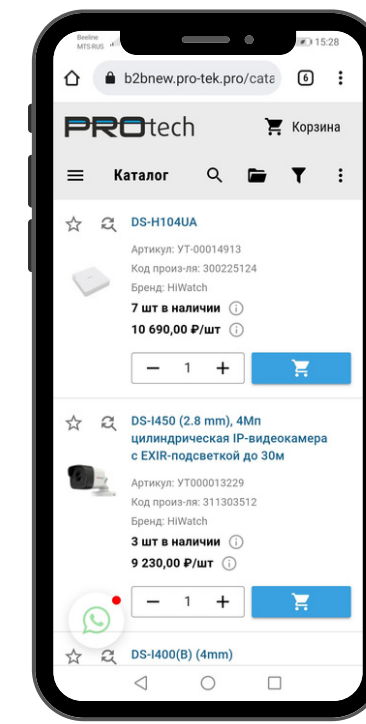 Beeline
MTS RUS
15:28
b2bnew.pro-tek.pro/cata
6
PROtech
Корзина
Каталог
DS-H104UA
Артикул: УТ-00014913
Код произ-ля: 300225124
Бренд: HiWatch
7 шт в наличии
10 690,00 ₽/шт
— 1 +
DS-I450 (2.8 mm), 4Мп
цилиндрическая IP-видеокамера
с EXIR-подсветкой до 30м
Артикул: УТ000013229
Код произ-ля: 311303512
Бренд: HiWatch
3 шт в наличии
9 230,00 ₽/шт
— 1 +
DS-I400(B) (4mm)